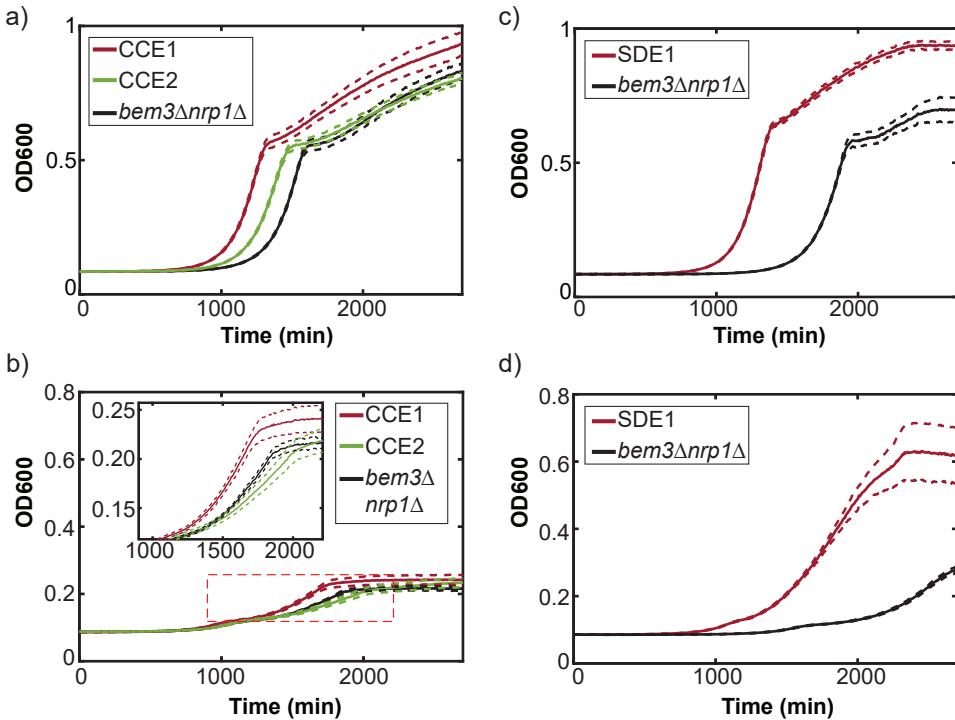 a)
CCE1
CCE2
bem3Δnrp1Δ
OD600
1
0.5
0
0
1000
2000
Time (min)
c)
SDE1
bem3Δnrp1Δ
OD600
1
0.5
0
0
1000
2000
Time (min)
b)
CCE1
CCE2
bem3Δ
nrp1Δ
0.25
0.20
0.15
1000
1500
2000
OD600
0.8
0.6
0.4
0.2
0
0
1000
2000
Time (min)
d)
SDE1
bem3Δnrp1Δ
OD600
0.8
0.6
0.4
0.2
0
0
1000
2000
Time (min)